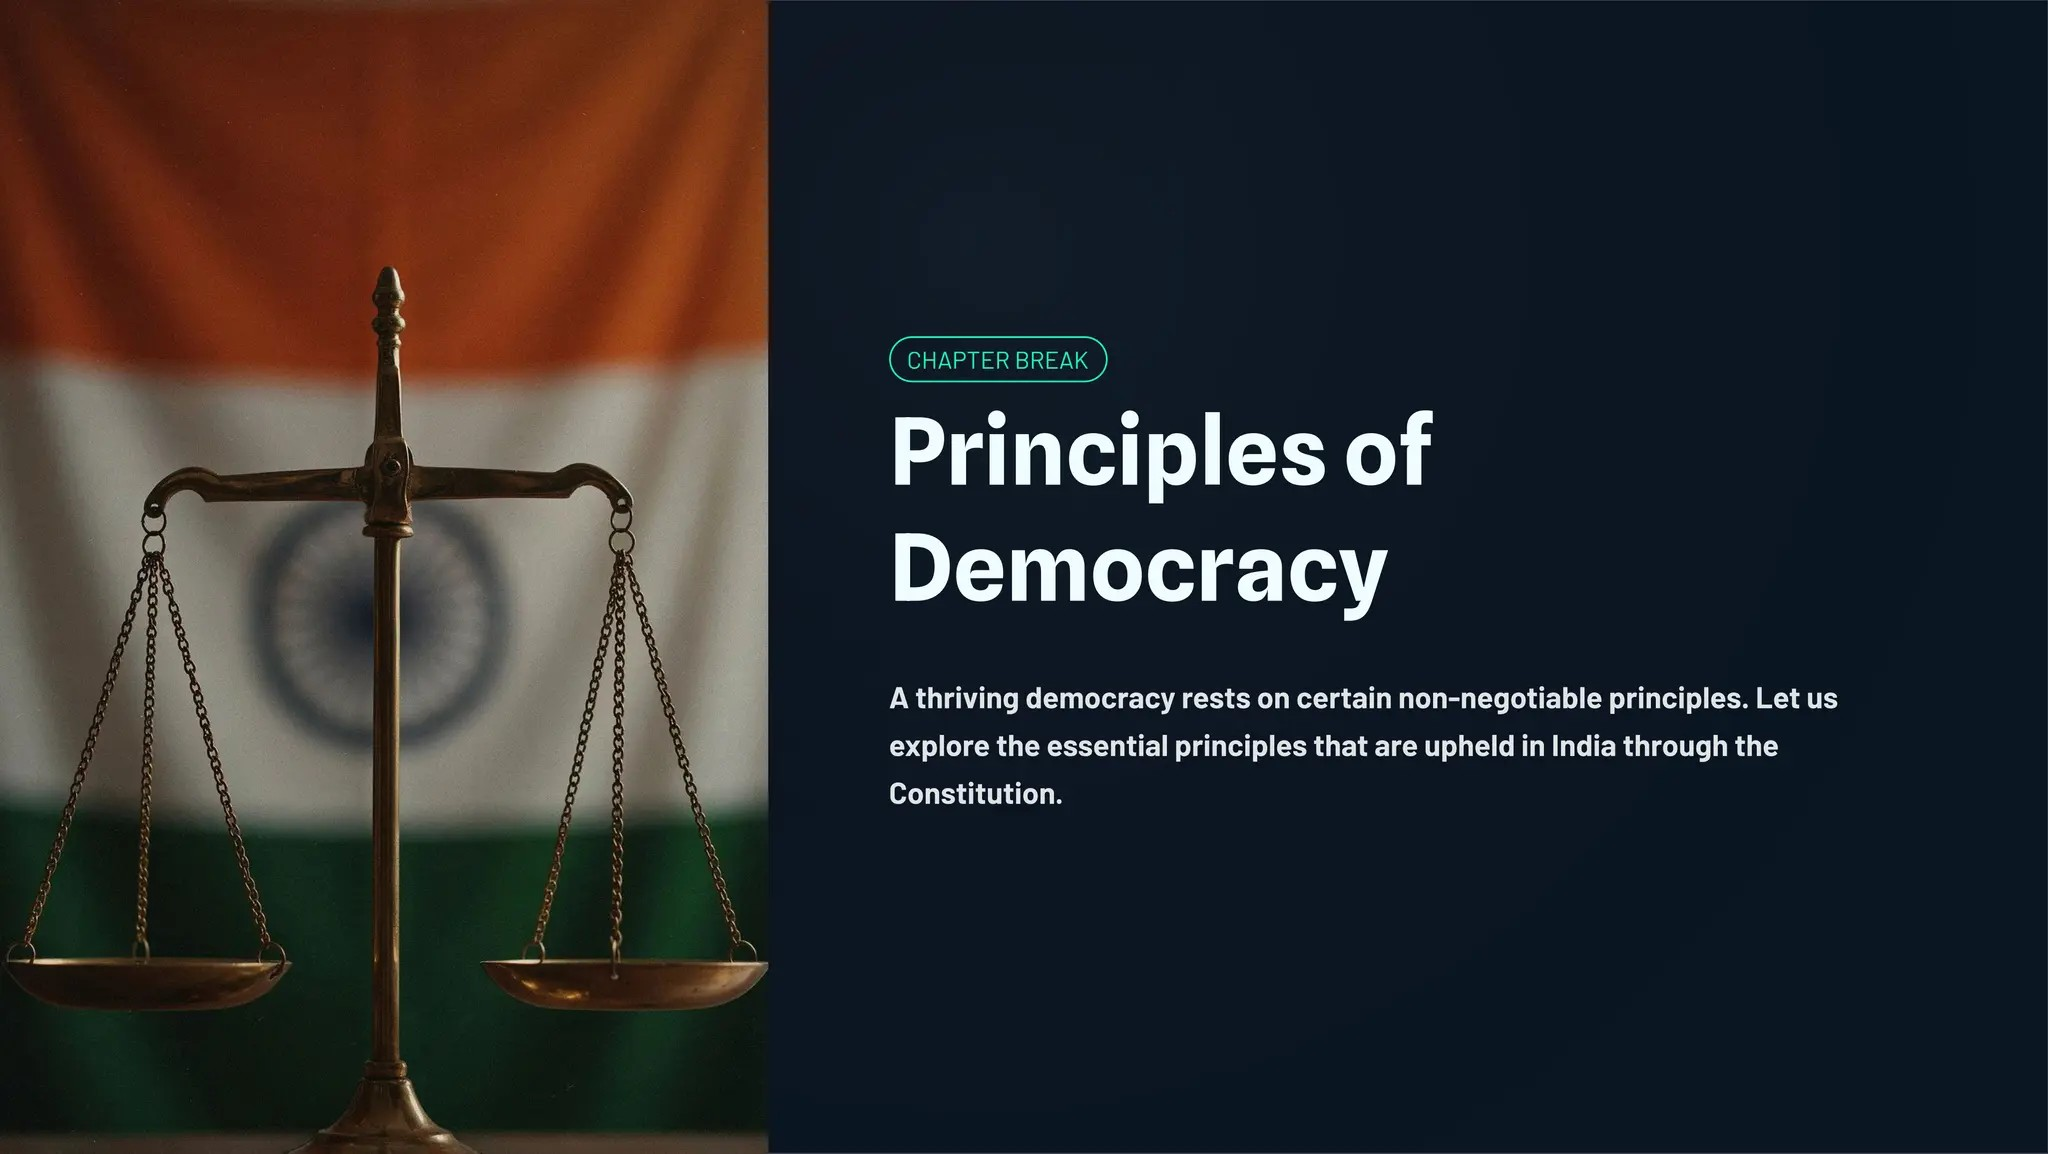 CHAPTER BREAK
Principles of
Democracy
A thriving democracy rests on certain non-negotiable principles. Let us
explore the essential principles that are upheld in India through the
Constitution.